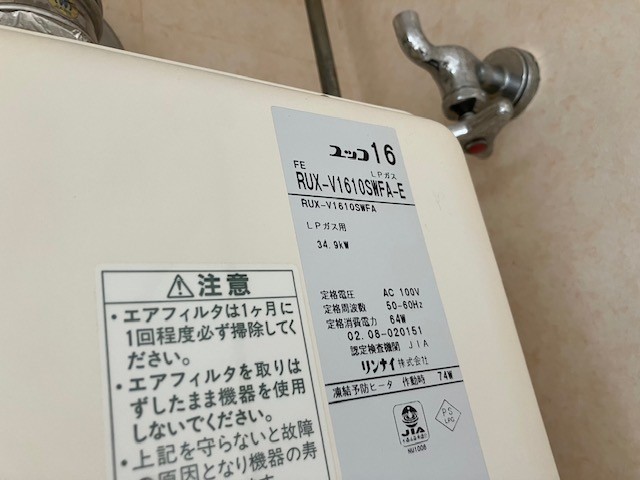 ユッコ16
FE
LPガス
RUX-V1610SWFA-E
RUX-V1610SWFA
LPガス用
34.9kW
定格電圧 AC 100V
定格周波数 50-60Hz
定格消費電力 64W
02.08-020151
認定検査機関 JIA
リンナイ株式会社
凍結予防ヒータ 作動時 74W
JIA
NU1008
PS
LPG
注意
・エアフィルタは1ヶ月に
1回程度必ず掃除してく
ださい。
・エアフィルタを取りは
ずしたまま機器を使用
しないでください。
・上記を守らないと故障
の原因となり機器の寿